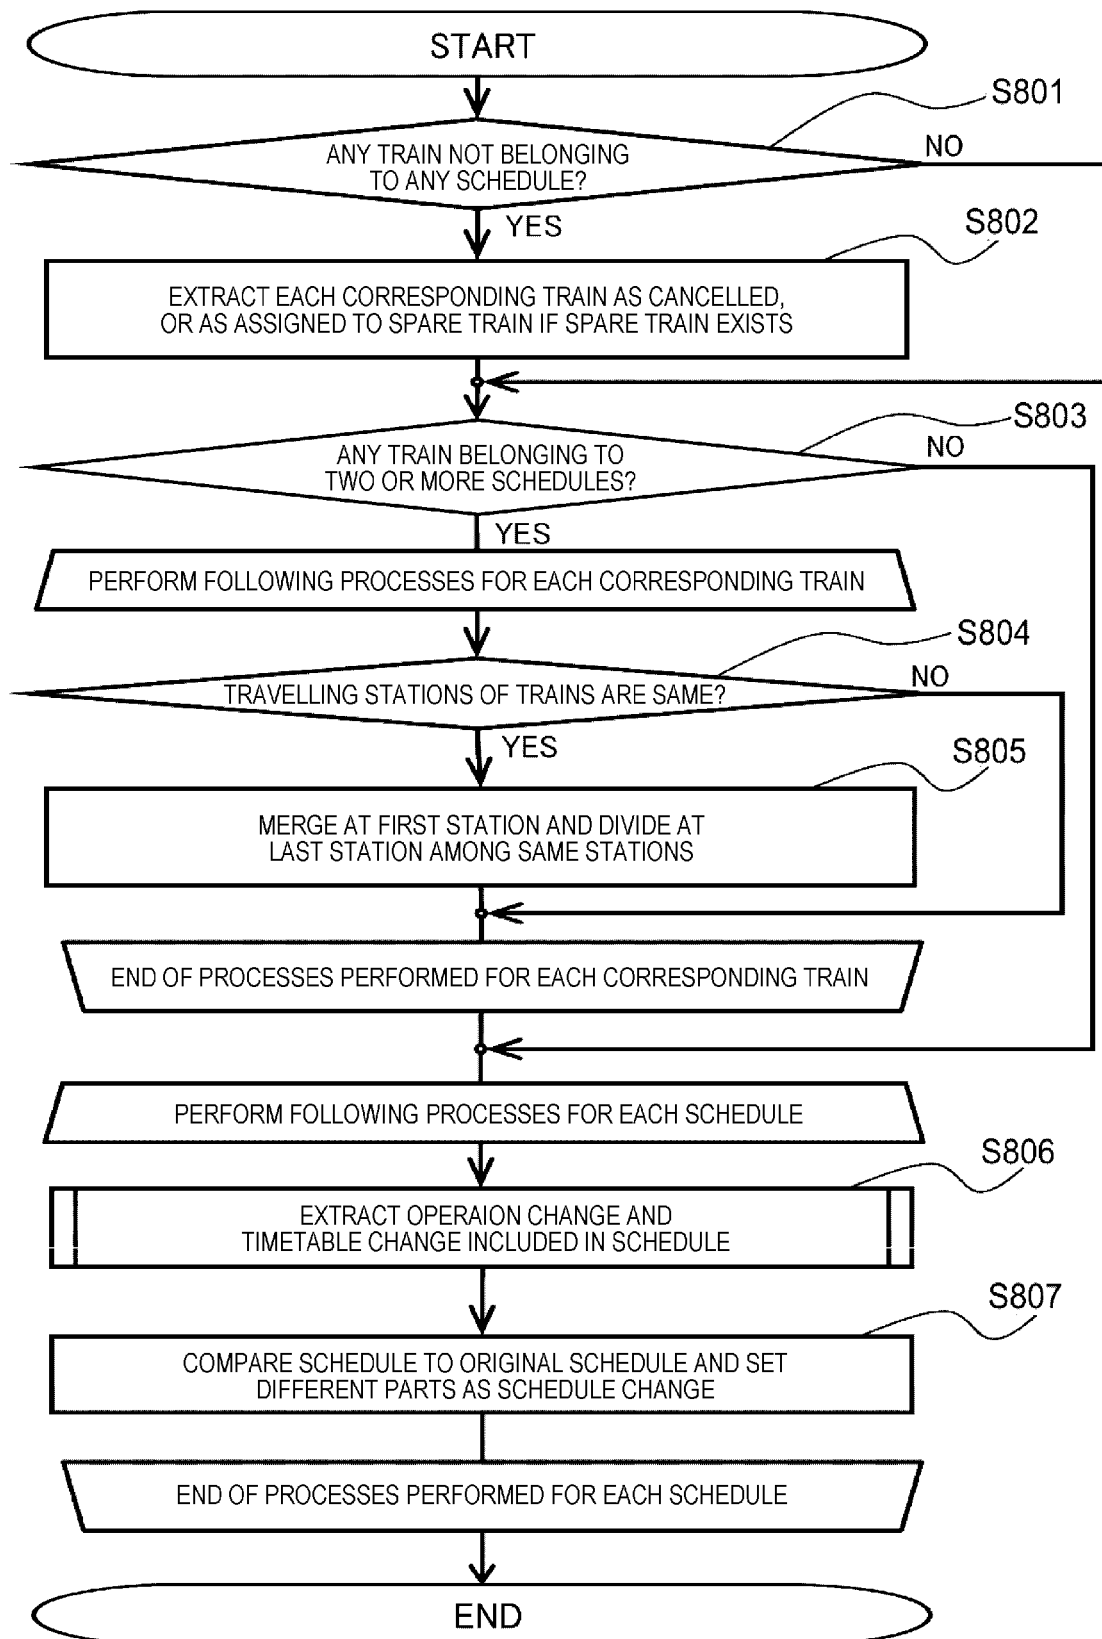 START
S801
ANY TRAIN NOT BELONGING
TO ANY SCHEDULE?
NO
YES
S802
EXTRACT EACH CORRESPONDING TRAIN AS CANCELLED,
OR AS ASSIGNED TO SPARE TRAIN IF SPARE TRAIN EXISTS
S803
ANY TRAIN BELONGING TO
TWO OR MORE SCHEDULES?
NO
YES
PERFORM FOLLOWING PROCESSES FOR EACH CORRESPONDING TRAIN
S804
TRAVELLING STATIONS OF TRAINS ARE SAME?
NO
YES
S805
MERGE AT FIRST STATION AND DIVIDE AT
LAST STATION AMONG SAME STATIONS
END OF PROCESSES PERFORMED FOR EACH CORRESPONDING TRAIN
PERFORM FOLLOWING PROCESSES FOR EACH SCHEDULE
S806
EXTRACT OPERAION CHANGE AND
TIMETABLE CHANGE INCLUDED IN SCHEDULE
S807
COMPARE SCHEDULE TO ORIGINAL SCHEDULE AND SET
DIFFERENT PARTS AS SCHEDULE CHANGE
END OF PROCESSES PERFORMED FOR EACH SCHEDULE
END